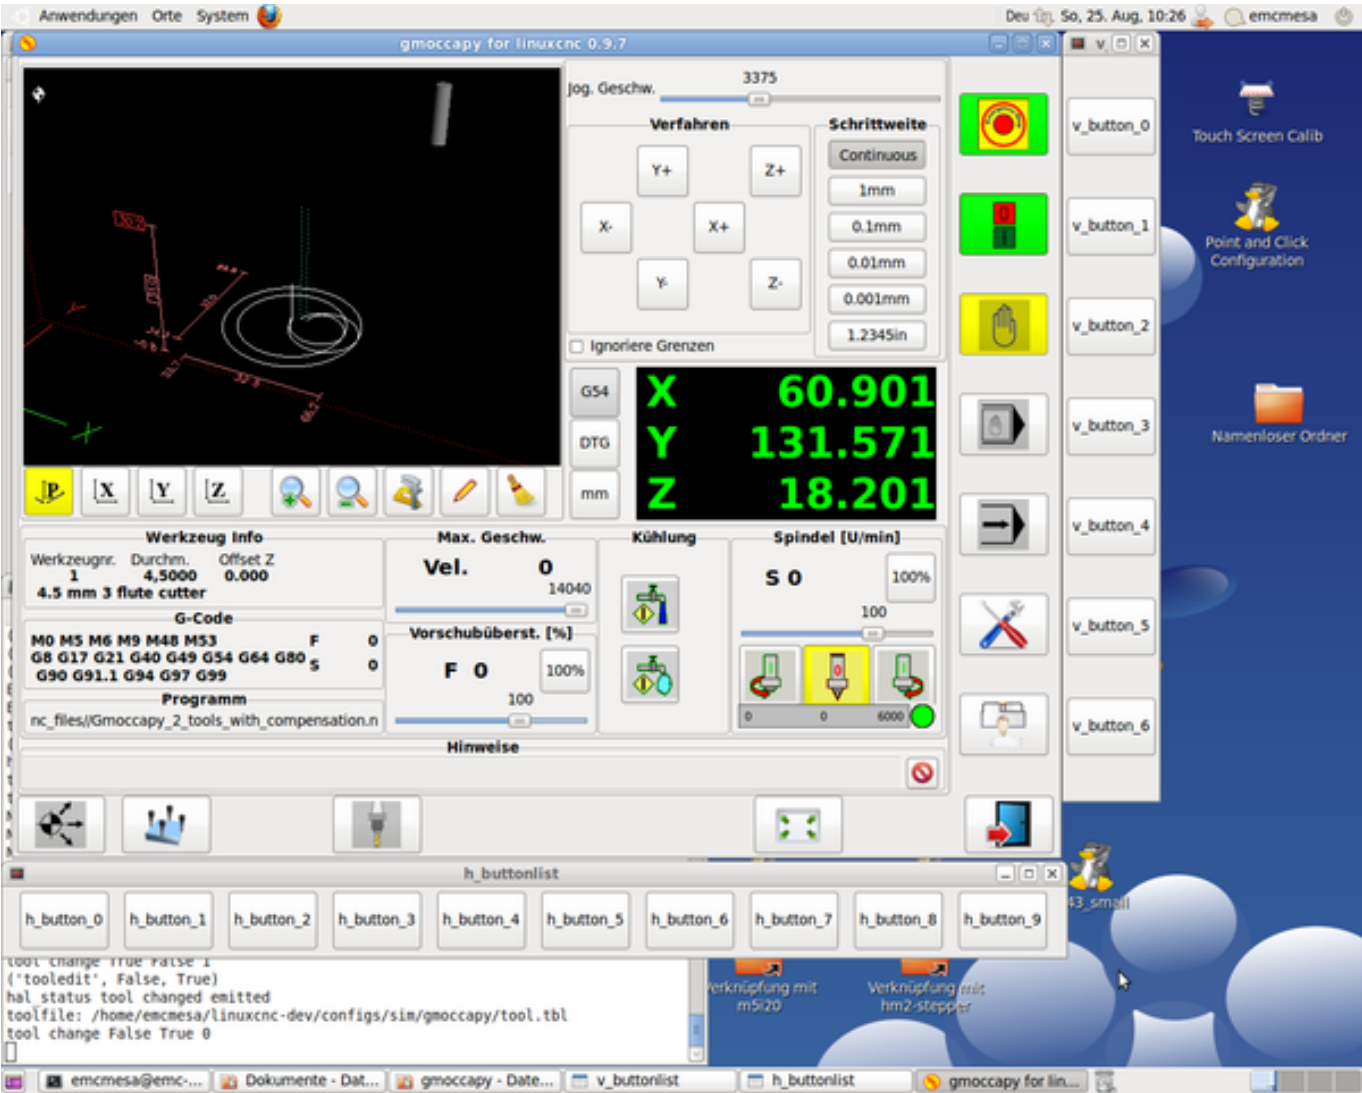 Anwendungen Orte System
Deu So, 25. Aug, 10:26 emcmesa
gmoccapy for linuxcnc 0.9.7
v
Jog. Geschw. 3375
Verfahren
Schrittweite
Y+ Z+
X- X+
Y- Z-
Continuous
1mm
0.1mm
0.01mm
0.001mm
1.2345in
Ignoriere Grenzen
G54
DTG
mm
X 60.901
Y 131.571
Z 18.201
P X Y Z
Werkzeug Info
Werkzeugnr. Durchm. Offset Z
1 4,5000 0.000
4.5 mm 3 flute cutter
G-Code
M0 M5 M6 M9 M48 M53 F 0
G8 G17 G21 G40 G49 G54 G64 G80 S 0
G90 G91.1 G94 G97 G99
Programm
nc_files//Gmoccapy_2_tools_with_compensation.n
Max. Geschw.
Vel. 0
14040
Vorschubüberst. [%]
F 0 100%
100
Kühlung
Spindel [U/min]
S 0 100%
100
0 0 6000
Hinweise
v_button_0
v_button_1
v_button_2
v_button_3
v_button_4
v_button_5
v_button_6
Touch Screen Calib
Point and Click
Configuration
Namenloser Ordner
43_small
h_buttonlist
h_button_0 h_button_1 h_button_2 h_button_3 h_button_4 h_button_5 h_button_6 h_button_7 h_button_8 h_button_9
tool change True False 1
('tooledit', False, True)
hal_status tool changed emitted
toolfile: /home/emcmesa/linuxcnc-dev/configs/sim/gmoccapy/tool.tbl
tool change False True 0
Verknüpfung mit
m5i20
Verknüpfung mit
hm2-stepper
emcmesa@emc-... Dokumente - Dat... gmoccapy - Date... v_buttonlist h_buttonlist gmoccapy for lin...